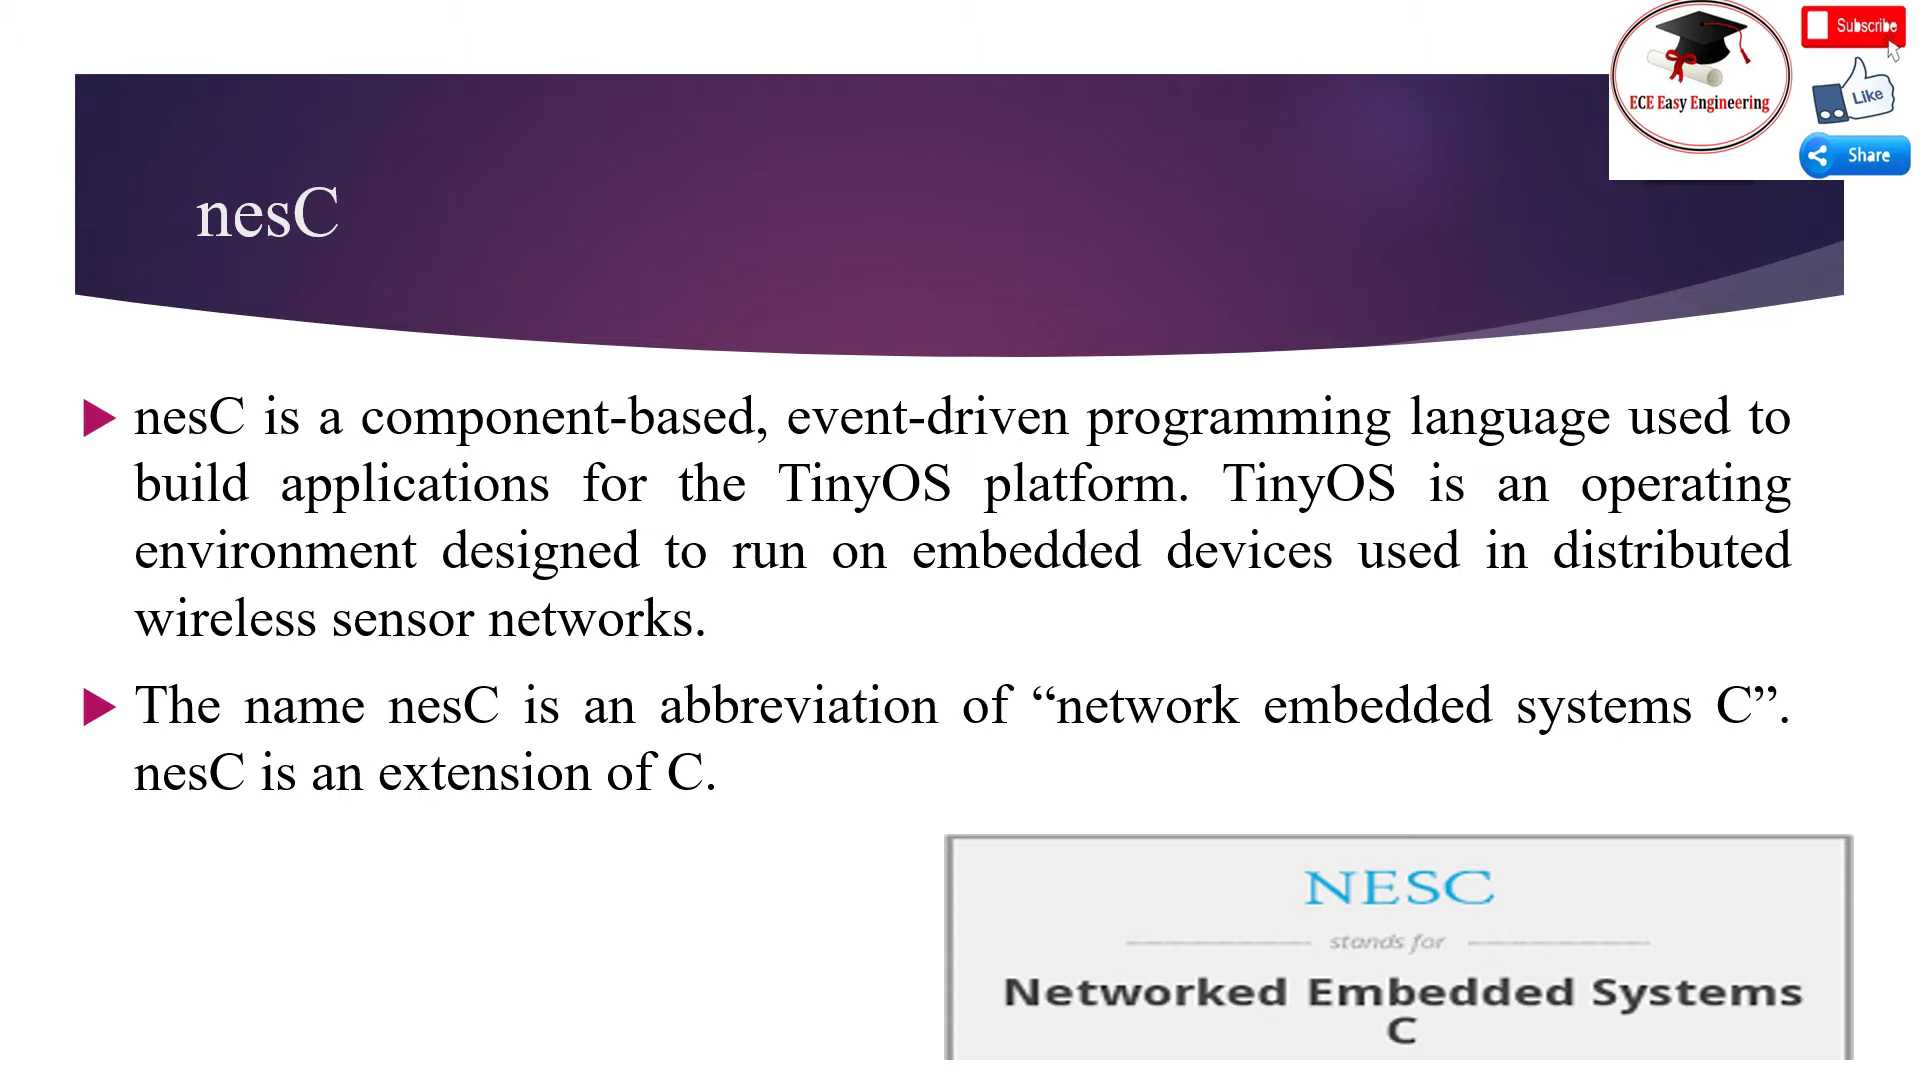 Subscribe
ECE Easy Engineering
Like
Share
nesC
nesC is a component-based, event-driven programming language used to
build applications for the TinyOS platform. TinyOS is an operating
environment designed to run on embedded devices used in distributed
wireless sensor networks.
The name nesC is an abbreviation of “network embedded systems C”.
nesC is an extension of C.
NESC
stands for
Networked Embedded Systems
C